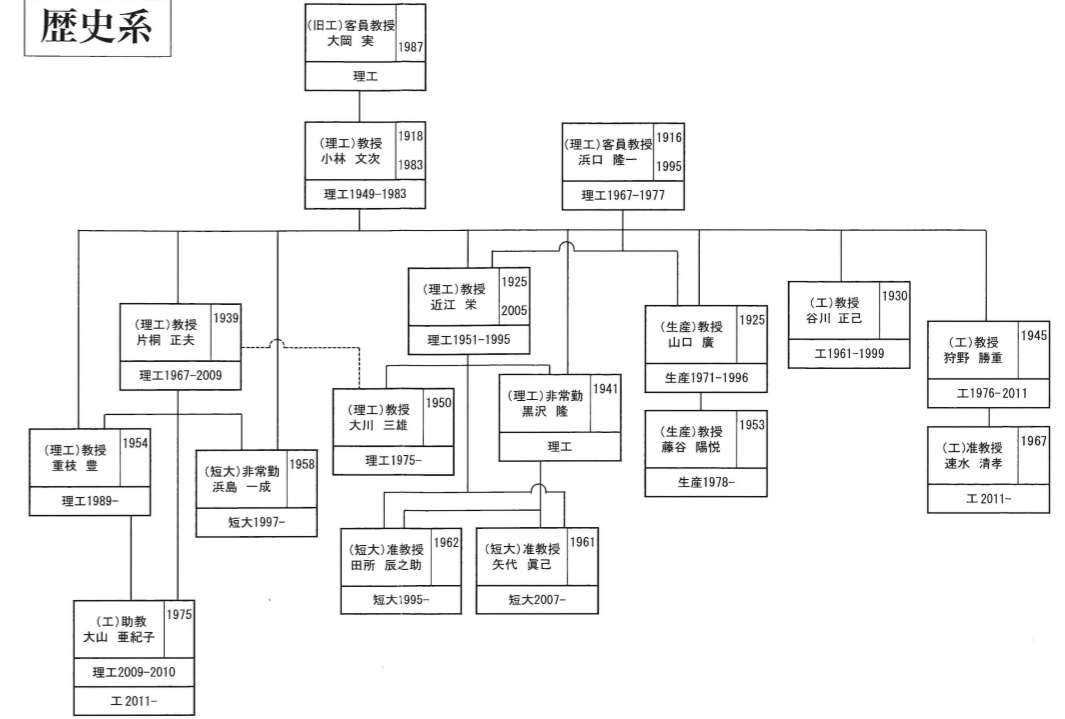 歴史系
(旧工)客員教授
大岡 実
1987
理工
(理工)教授
小林 文次
1918
1983
理工1949-1983
(理工)客員教授
浜口 隆一
1916
1995
理工1967-1977
(理工)教授
片桐 正夫
1939
理工1967-2009
(理工)教授
近江 栄
1925
2005
理工1951-1995
(生産)教授
山口 廣
1925
生産1971-1996
(工)教授
谷川 正己
1930
工1961-1999
(工)教授
狩野 勝重
1945
工1976-2011
(理工)教授
重枝 豊
1954
理工1989-
(短大)非常勤
浜島 一成
1958
短大1997-
(理工)教授
大川 三雄
1950
理工1975-
(理工)非常勤
黒沢 隆
1941
理工
(生産)教授
藤谷 陽悦
1953
生産1978-
(工)准教授
速水 清孝
1967
工2011-
(短大)准教授
田所 辰之助
1962
短大1995-
(短大)准教授
矢代 眞己
1961
短大2007-
(工)助教
大山 亜紀子
1975
理工2009-2010
工2011-